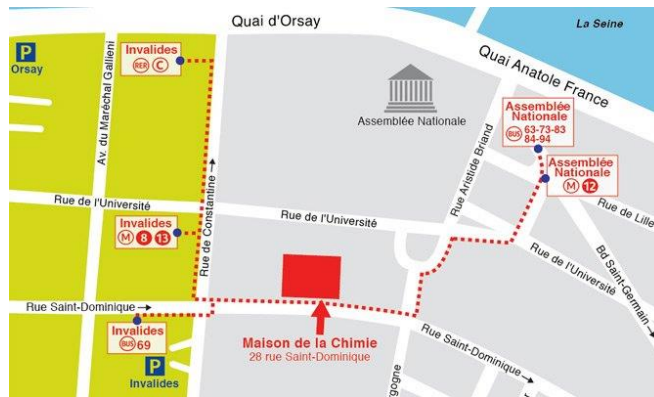 Quai d'Orsay
La Seine
Quai Anatole France
P
Orsay
Av. du Maréchal Gallieni
Invalides
RER C
Assemblée Nationale
Assemblée
Nationale
BUS 63-73-83
84-94
Assemblée
Nationale
M 12
Rue Aristide Briand
Rue de Constantine
Rue de l'Université
Rue de l'Université
Rue de Lille
Invalides
M 8 13
Rue de l'Université
Bd Saint-Germain
Rue Saint-Dominique
Invalides
BUS 69
Maison de la Chimie
28 rue Saint-Dominique
Rue Saint-Dominique
P
Invalides